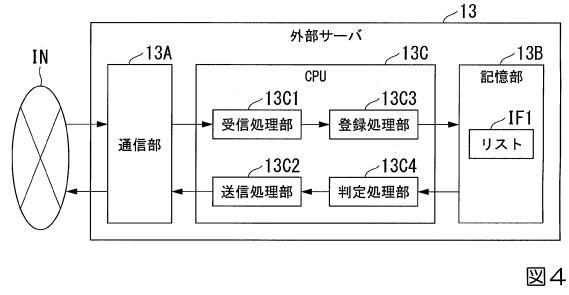 13
外部サーバ
IN
13A
13C
13B
CPU
記憶部
13C1
13C3
IF1
受信処理部
登録処理部
リスト
通信部
13C2
13C4
送信処理部
判定処理部
図4